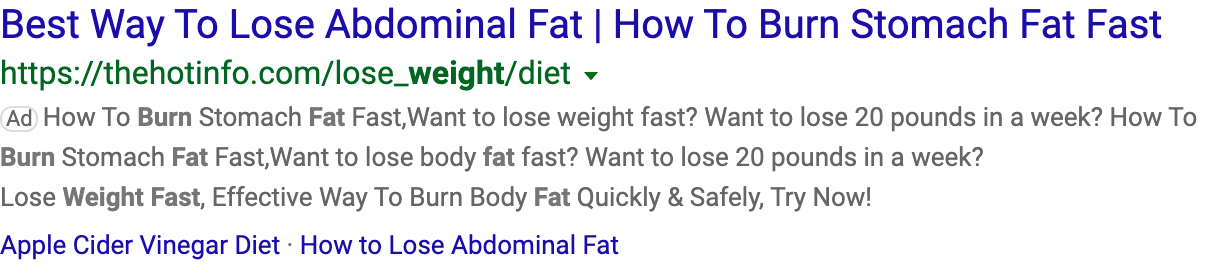 Best Way To Lose Abdominal Fat | How To Burn Stomach Fat Fast
https://thehotinfo.com/lose_weight/diet
Ad How To Burn Stomach Fat Fast,Want to lose weight fast? Want to lose 20 pounds in a week? How To
Burn Stomach Fat Fast,Want to lose body fat fast? Want to lose 20 pounds in a week?
Lose Weight Fast, Effective Way To Burn Body Fat Quickly & Safely, Try Now!
Apple Cider Vinegar Diet · How to Lose Abdominal Fat